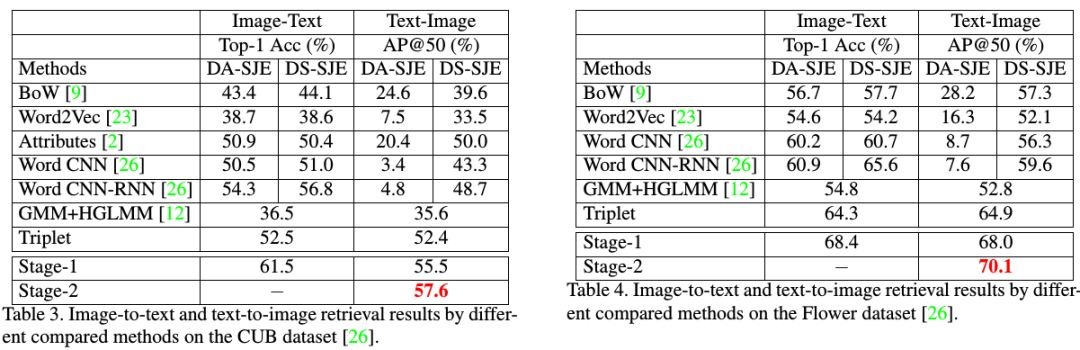 Image-Text Text-Image
Top-1 Acc (%) AP@50 (%)
Methods DA-SJE DS-SJE DA-SJE DS-SJE
BoW [9] 43.4 44.1 24.6 39.6
Word2Vec [23] 38.7 38.6 7.5 33.5
Attributes [2] 50.9 50.4 20.4 50.0
Word CNN [26] 50.5 51.0 3.4 43.3
Word CNN-RNN [26] 54.3 56.8 4.8 48.7
GMM+HGLMM [12] 36.5 35.6
Triplet 52.5 52.4
Stage-1 61.5 55.5
Stage-2 – 57.6
Table 3. Image-to-text and text-to-image retrieval results by differ-
ent compared methods on the CUB dataset [26].
Image-Text Text-Image
Top-1 Acc (%) AP@50 (%)
Methods DA-SJE DS-SJE DA-SJE DS-SJE
BoW [9] 56.7 57.7 28.2 57.3
Word2Vec [23] 54.6 54.2 16.3 52.1
Word CNN [26] 60.2 60.7 8.7 56.3
Word CNN-RNN [26] 60.9 65.6 7.6 59.6
GMM+HGLMM [12] 54.8 52.8
Triplet 64.3 64.9
Stage-1 68.4 68.0
Stage-2 – 70.1
Table 4. Image-to-text and text-to-image retrieval results by differ-
ent compared methods on the Flower dataset [26].